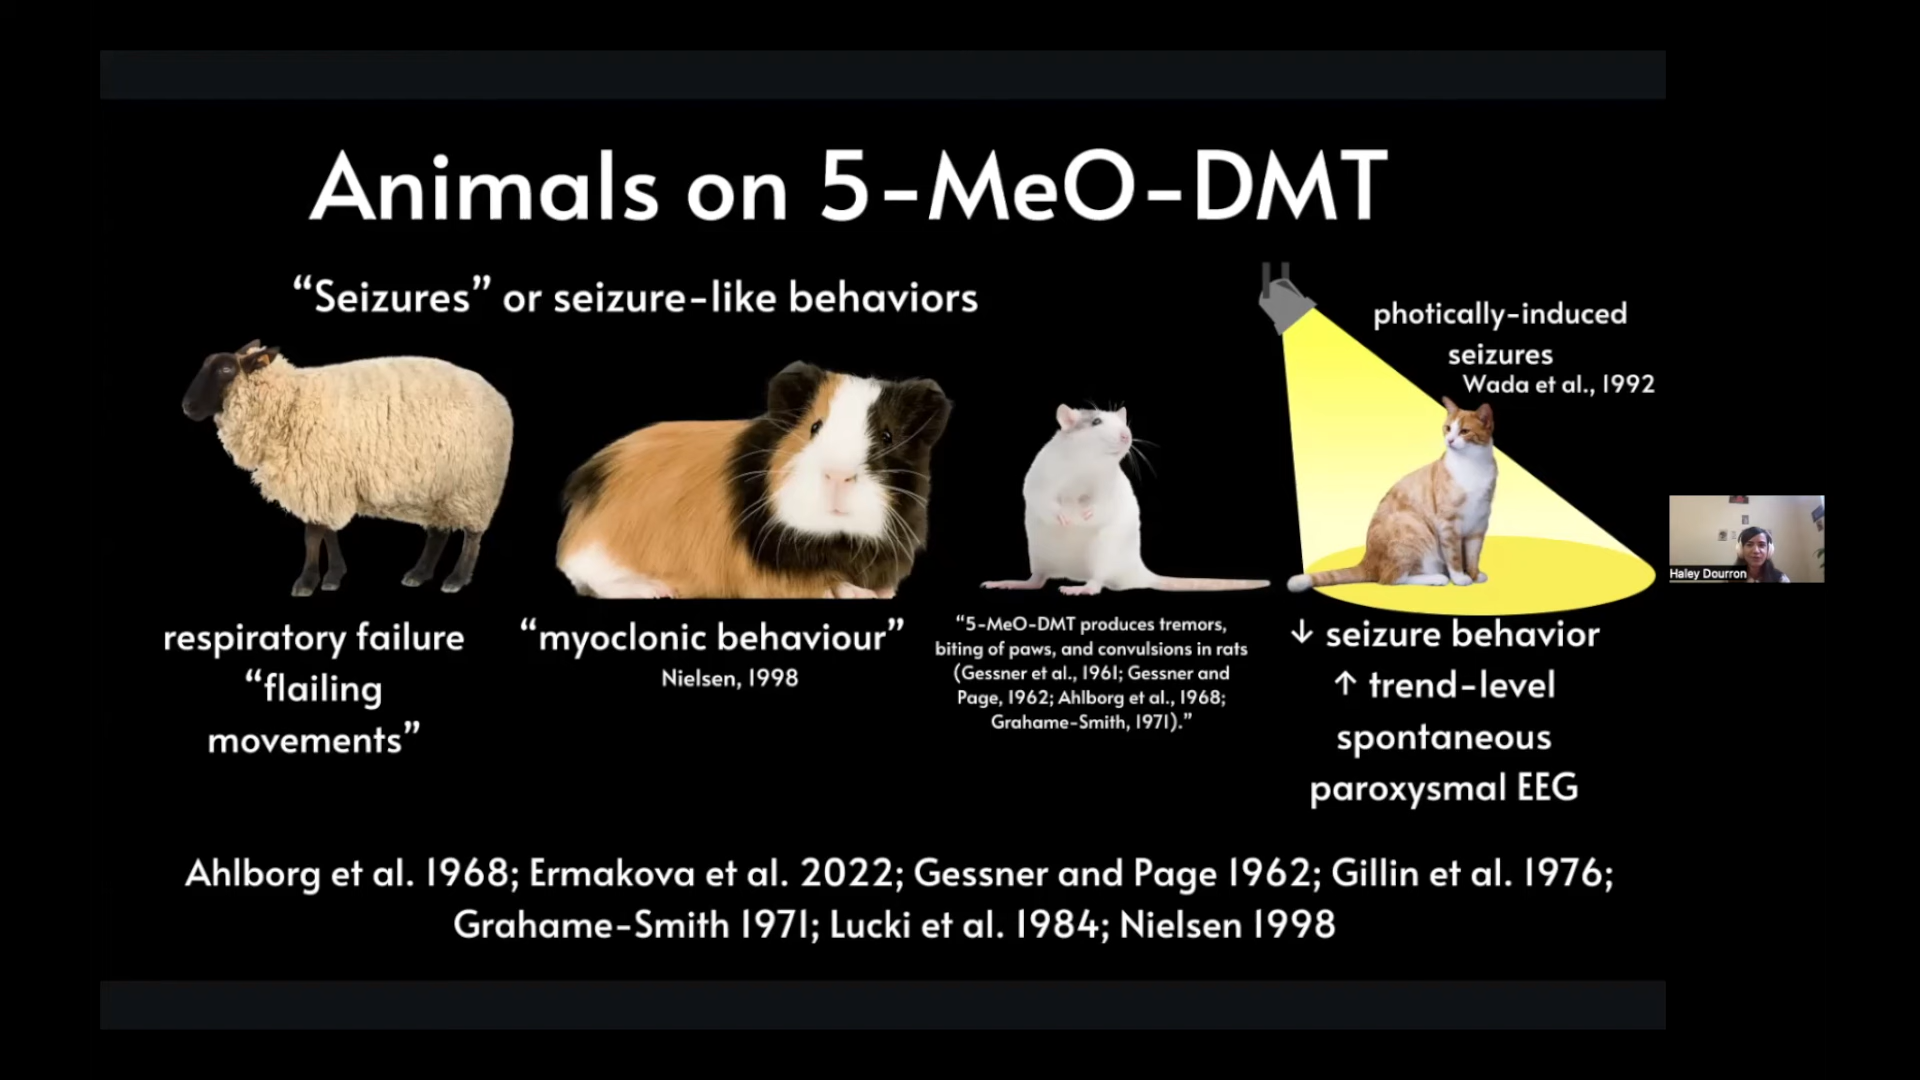 Animals on 5-MeO-DMT
“Seizures” or seizure-like behaviors
photically-induced
seizures
Wada et al., 1992
respiratory failure
“flailing
movements”
“myoclonic behaviour”
Nielsen, 1998
“5-MeO-DMT produces tremors,
biting of paws, and convulsions in rats
(Gessner et al., 1961; Gessner and
Page, 1962; Ahlborg et al., 1968;
Grahame-Smith, 1971).”
↓ seizure behavior
↑ trend-level
spontaneous
paroxysmal EEG
Haley Dourron
Ahlborg et al. 1968; Ermakova et al. 2022; Gessner and Page 1962; Gillin et al. 1976;
Grahame-Smith 1971; Lucki et al. 1984; Nielsen 1998